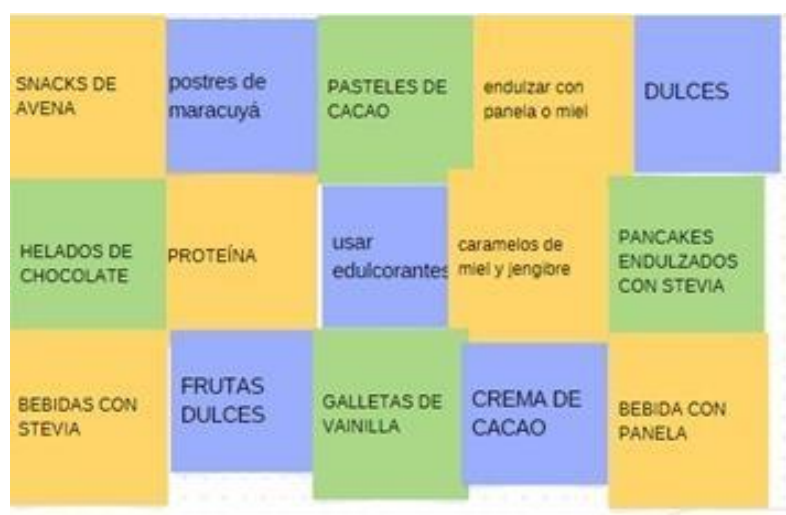 SNACKS DE
AVENA
postres de
maracuyá
PASTELES DE
CACAO
endulzar con
panela o miel
DULCES
HELADOS DE
CHOCOLATE
PROTEÍNA
usar
edulcorantes
caramelos de
miel y jengibre
PANCAKES
ENDULZADOS
CON STEVIA
BEBIDAS CON
STEVIA
FRUTAS
DULCES
GALLETAS DE
VAINILLA
CREMA DE
CACAO
BEBIDA CON
PANELA